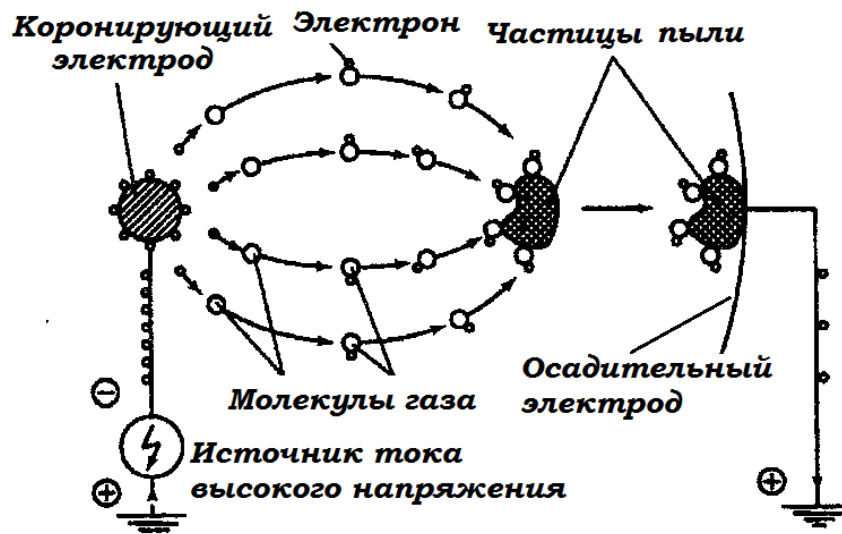 Коронирующий
электрод
Электрон
Частицы пыли
Молекулы газа
Осадительный
электрод
−
Источник тока
высокого напряжения
+
+